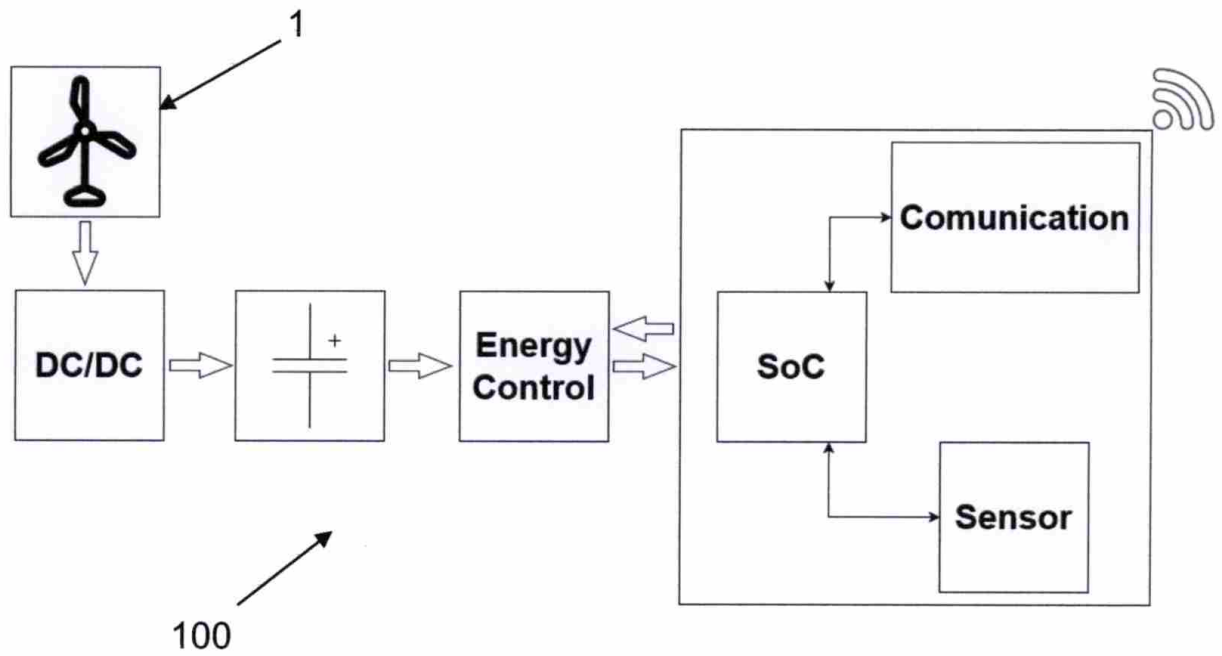 1
Comunication
DC/DC
+
Energy
Control
SoC
Sensor
100